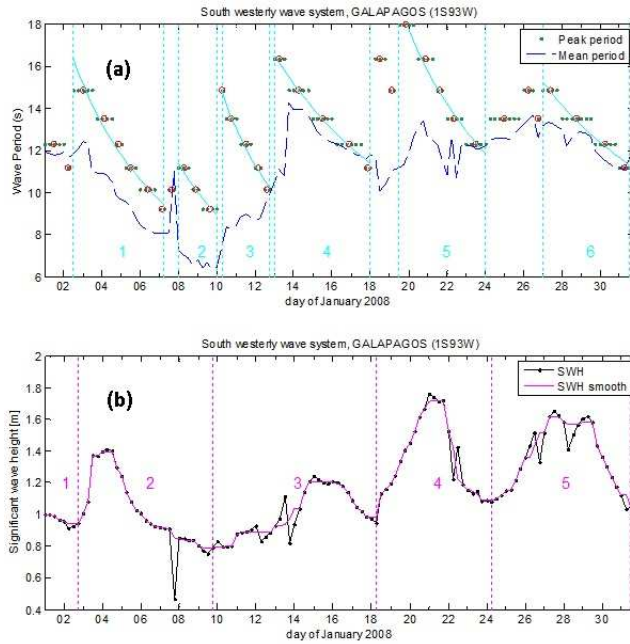 South westerly wave system, GALAPAGOS (1S93W)
18
16
14
12
10
8
6
Wave Period (s)
(a)
Peak period
Mean period
1 2 3 4 5 6
02 04 06 08 10 12 14 16 18 20 22 24 26 28 30
day of January 2008
South westerly wave system, GALAPAGOS (1S93W)
2
1.8
1.6
1.4
1.2
1
0.8
0.6
0.4
Significant wave height [m]
(b)
SWH
SWH smooth
1 2 3 4 5
02 04 06 08 10 12 14 16 18 20 22 24 26 28 30
day of January 2008